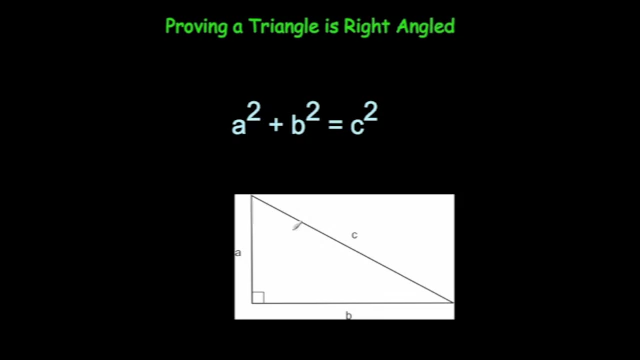 Proving a Triangle is Right Angled
a² + b² = c²
c
a
b